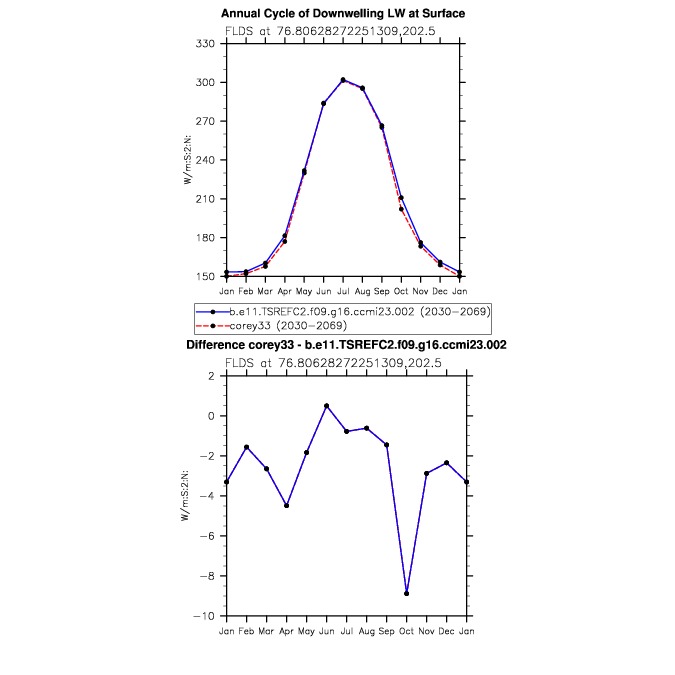 Annual Cycle of Downwelling LW at Surface
FLDS at 76.80628272251309,202.5
330
300
270
240
210
180
150
W/m:S:2:N:
Jan Feb Mar Apr May Jun Jul Aug Sep Oct Nov Dec Jan
b.e11.TSREFC2.f09.g16.ccmi23.002 (2030-2069)
corey33 (2030-2069)
Difference corey33 - b.e11.TSREFC2.f09.g16.ccmi23.002
FLDS at 76.80628272251309,202.5
2
0
-2
-4
-6
-8
-10
W/m:S:2:N:
Jan Feb Mar Apr May Jun Jul Aug Sep Oct Nov Dec Jan